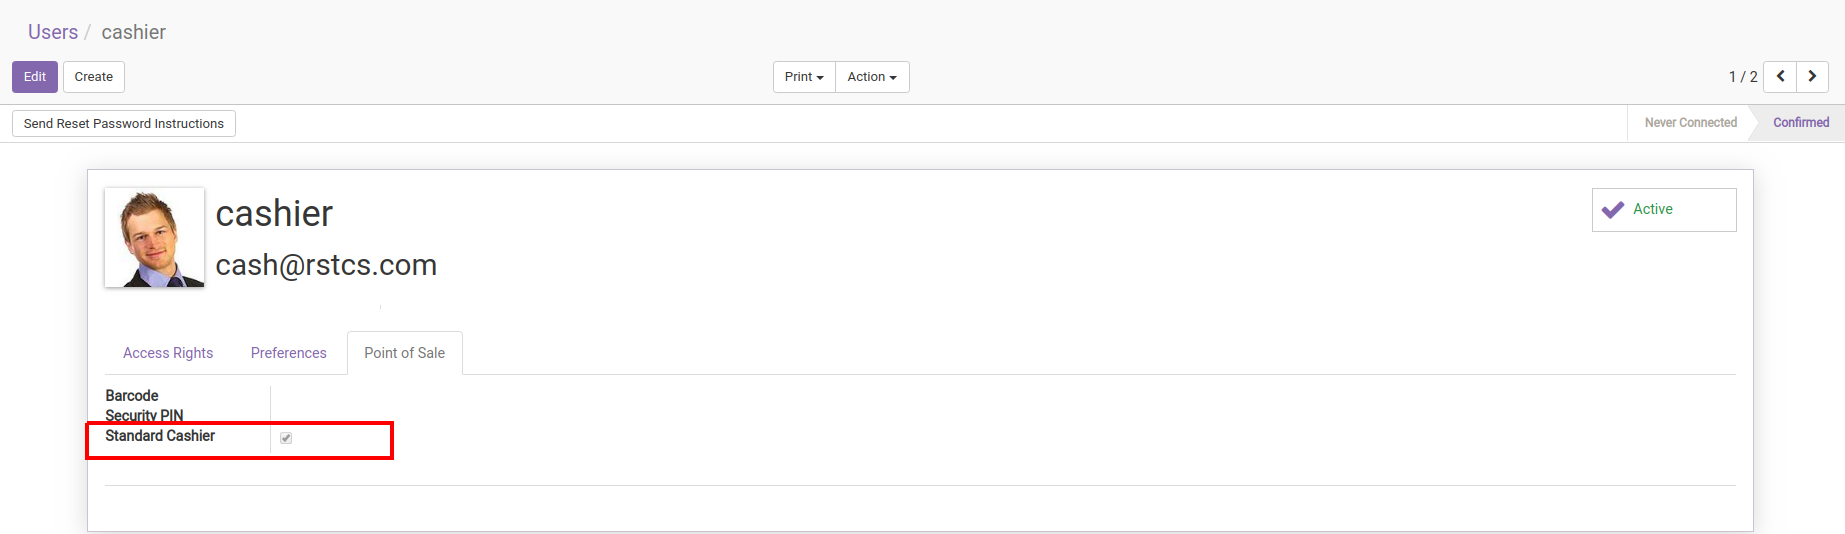 Users / cashier
Edit Create Print Action 1 / 2
Send Reset Password Instructions Never Connected Confirmed
cashier
Active
cash@rstcs.com
Access Rights Preferences Point of Sale
Barcode
Security PIN
Standard Cashier